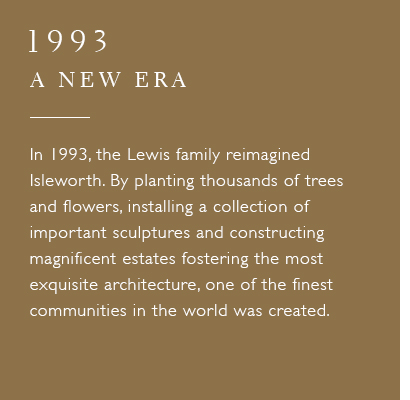 1993
A NEW ERA
In 1993, the Lewis family reimagined
Isleworth. By planting thousands of trees
and flowers, installing a collection of
important sculptures and constructing
magnificent estates fostering the most
exquisite architecture, one of the finest
communities in the world was created.